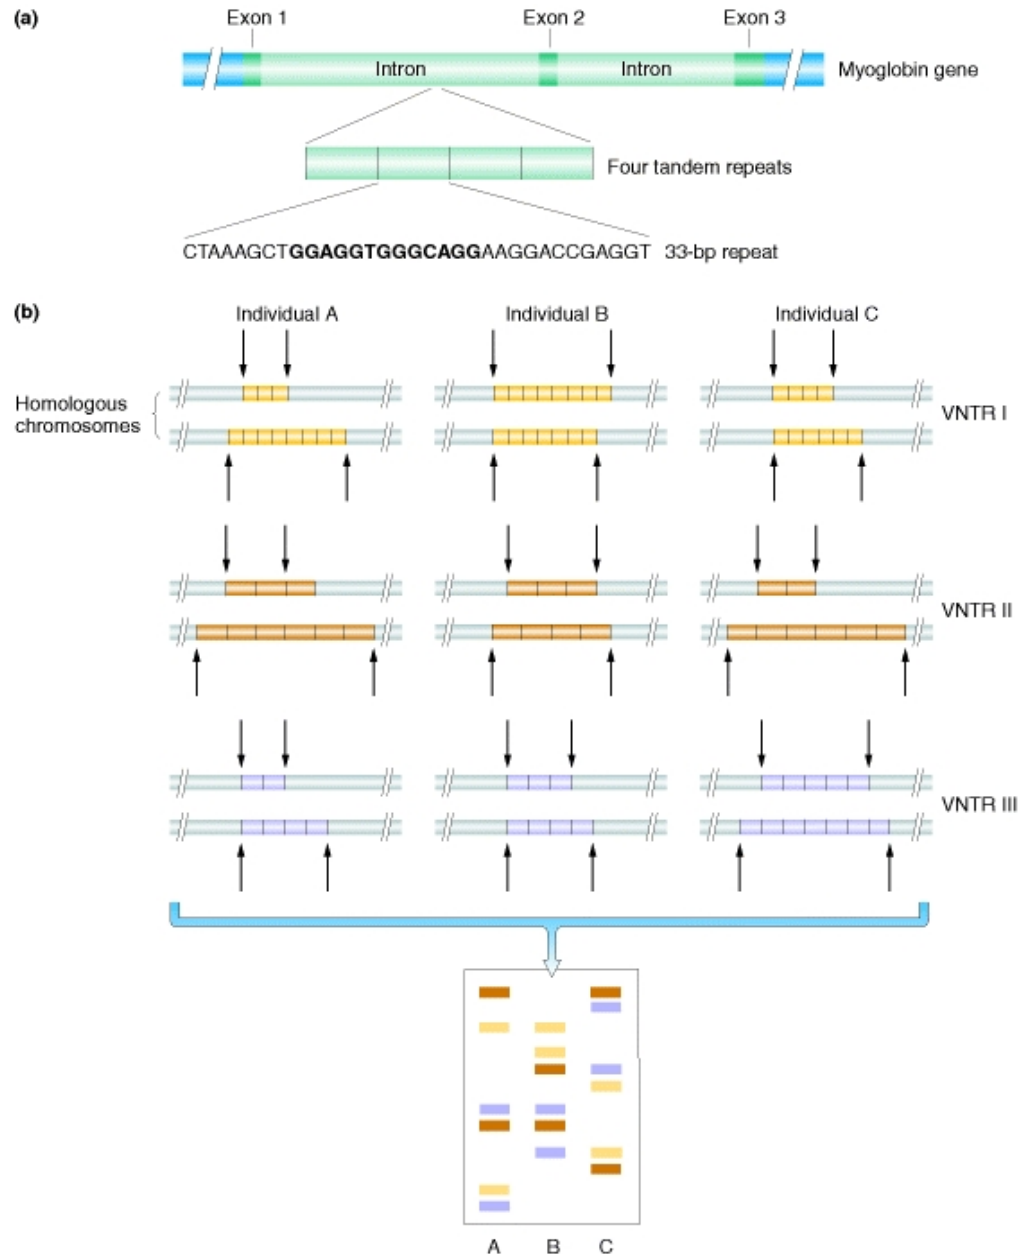 (a)
Exon 1 Exon 2 Exon 3
Intron Intron Myoglobin gene
Four tandem repeats
CTAAAGCTGGAGGTGGGCAGGAAGGACCGAGGT 33-bp repeat
(b)
Individual A Individual B Individual C
Homologous
chromosomes
VNTR I
VNTR II
VNTR III
A B C